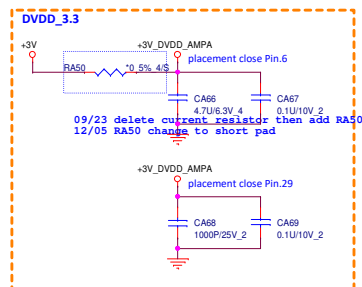 DVDD_3.3
+3V
+3V_DVDD_AMPA
placement close Pin.6
RA50
*0_5%_4/S
CA66
4.7U/6.3V_4
CA67
0.1U/10V_2
09/23 delete current resistor then add RA50
12/05 RA50 change to short pad
+3V_DVDD_AMPA
placement close Pin.29
CA68
1000P/25V_2
CA69
0.1U/10V_2